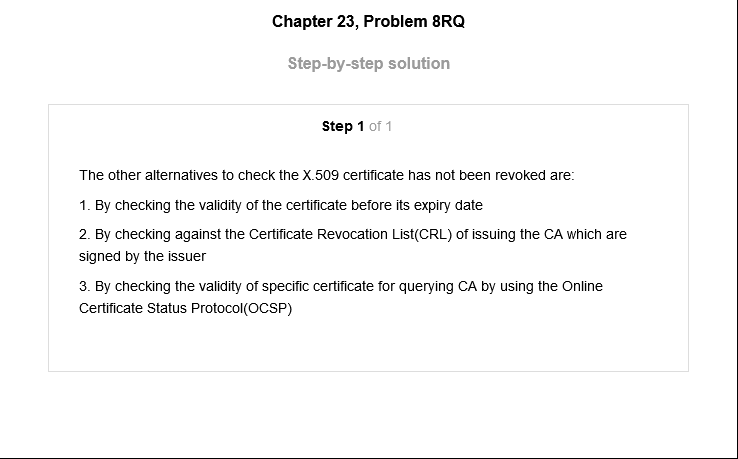 Chapter 23, Problem 8RQ
Step-by-step solution
Step 1 of 1
The other alternatives to check the X.509 certificate has not been revoked are:
1. By checking the validity of the certificate before its expiry date
2. By checking against the Certificate Revocation List(CRL) of issuing the CA which are
signed by the issuer
3. By checking the validity of specific certificate for querying CA by using the Online
Certificate Status Protocol(OCSP)